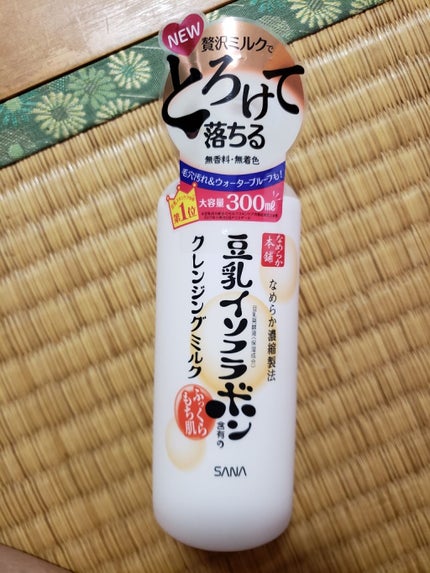 NEW
贅沢ミルクで
とろけて
落ちる
無香料・無着色
毛穴汚れ&ウォータープルーフも!
第1位
大容量300mL
なめらか
本舗
なめらか濃縮製法
豆乳イソフラボン
含有の
クレンジングミルク
ふっくら
もち肌
SANA